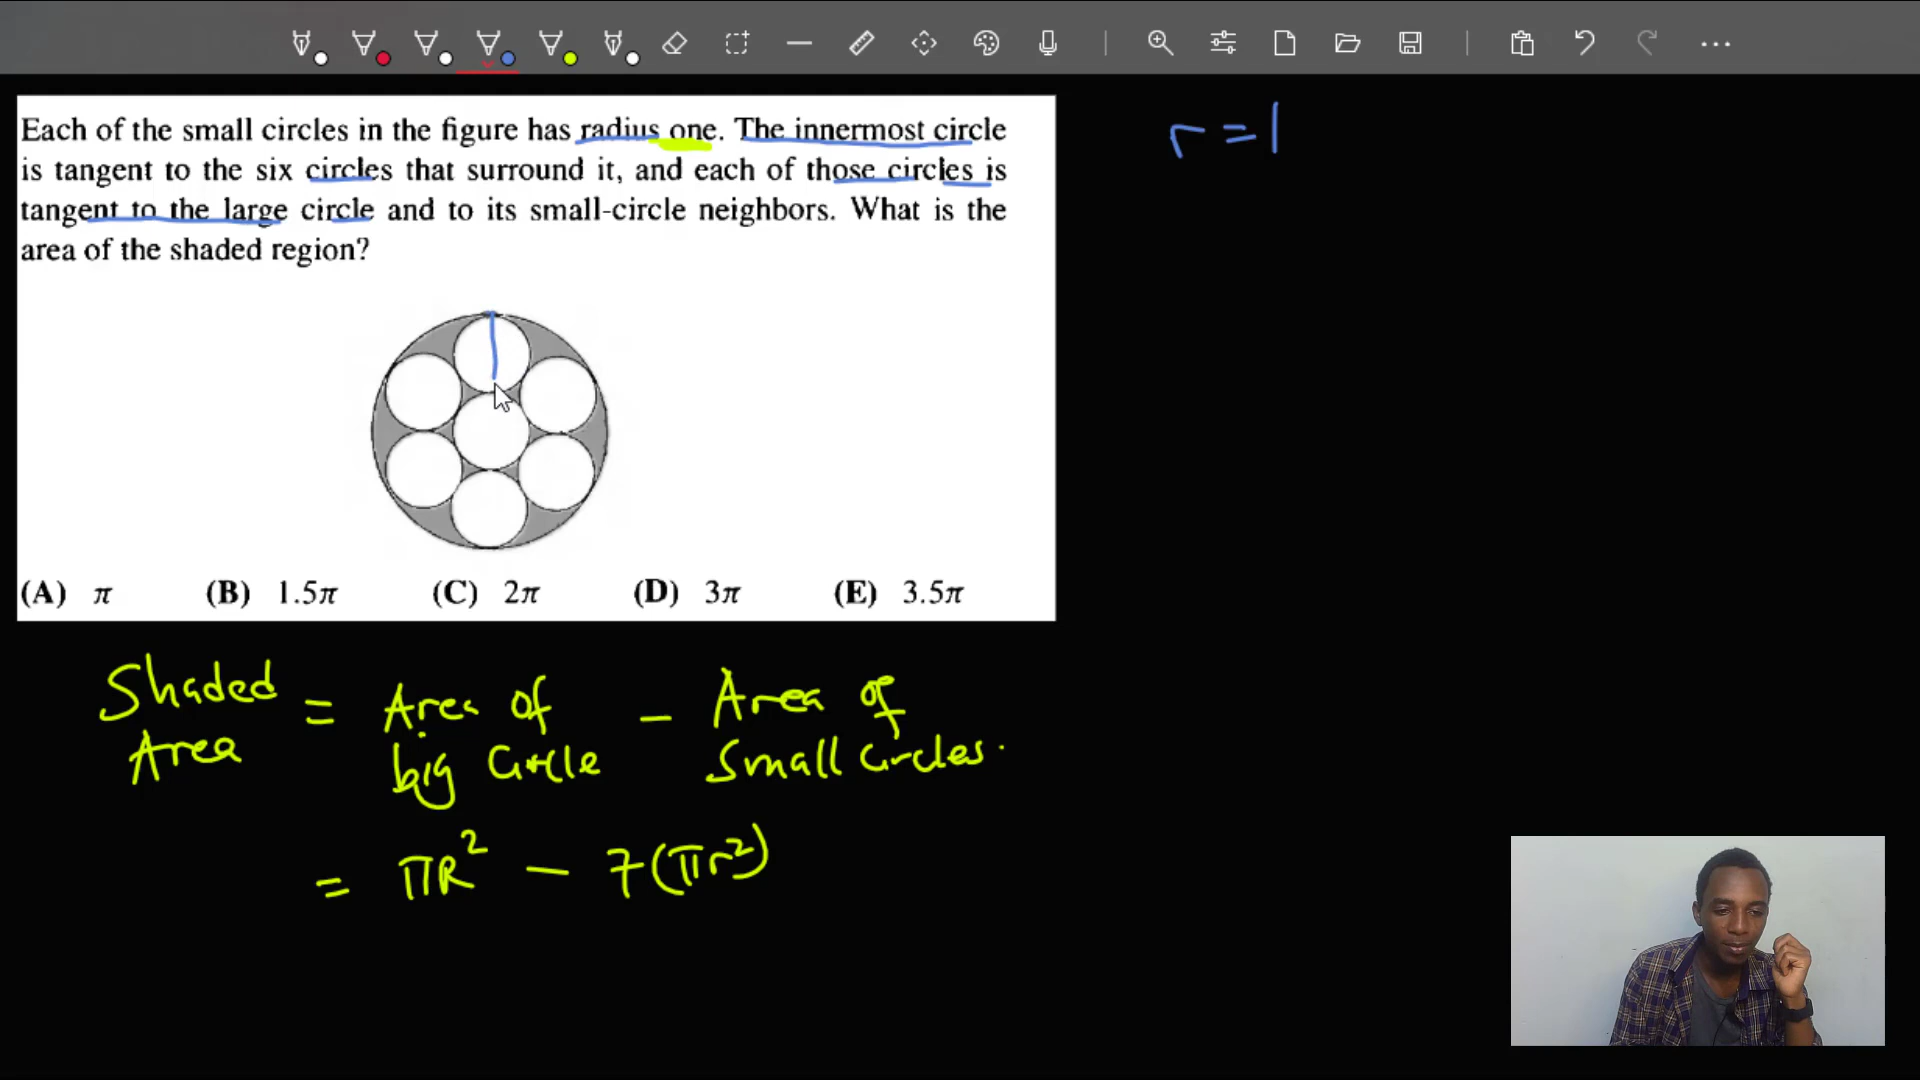 Each of the small circles in the figure has radius one. The innermost circle
is tangent to the six circles that surround it, and each of those circles is
tangent to the large circle and to its small-circle neighbors. What is the
area of the shaded region?
(A) π (B) 1.5π (C) 2π (D) 3π (E) 3.5π
r = 1
Shaded Area = Area of big Circle - Area of Small Circles.
= πR² - 7(πr²)